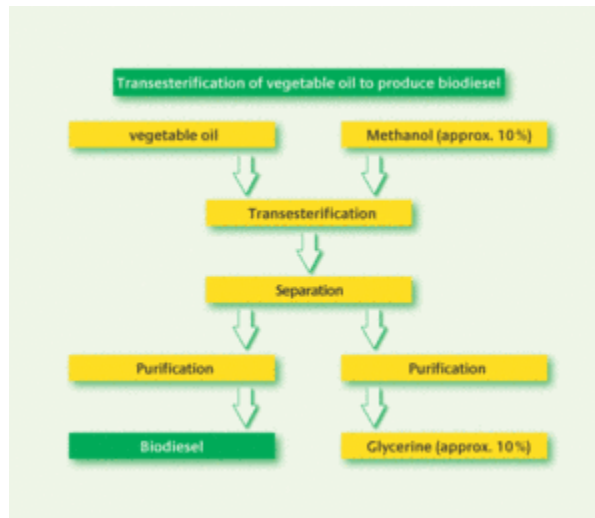 Transesterification of vegetable oil to produce biodiesel
vegetable oil
Methanol (approx. 10%)
Transesterification
Separation
Purification
Purification
Biodiesel
Glycerine (approx. 10%)